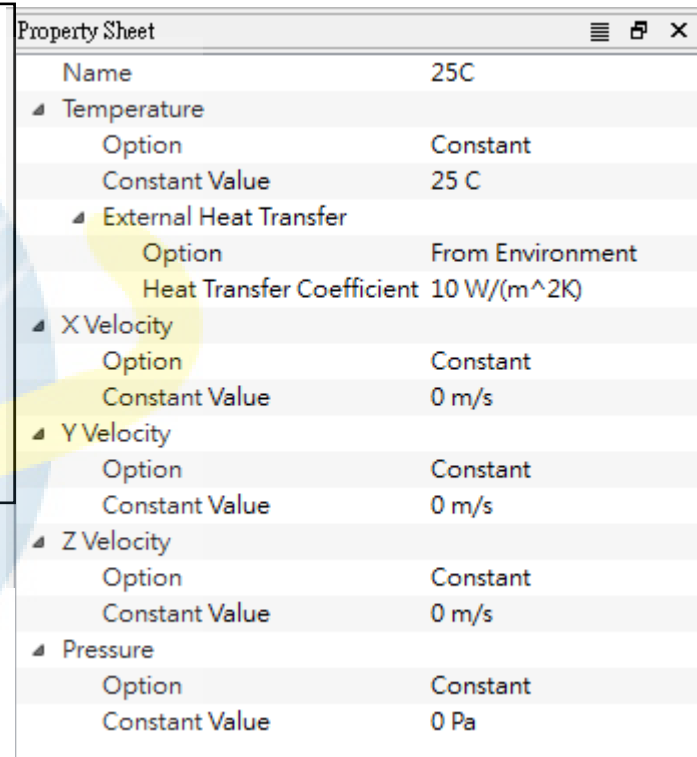 Property Sheet
Name 25C
Temperature
Option Constant
Constant Value 25 C
External Heat Transfer
Option From Environment
Heat Transfer Coefficient 10 W/(m^2K)
X Velocity
Option Constant
Constant Value 0 m/s
Y Velocity
Option Constant
Constant Value 0 m/s
Z Velocity
Option Constant
Constant Value 0 m/s
Pressure
Option Constant
Constant Value 0 Pa